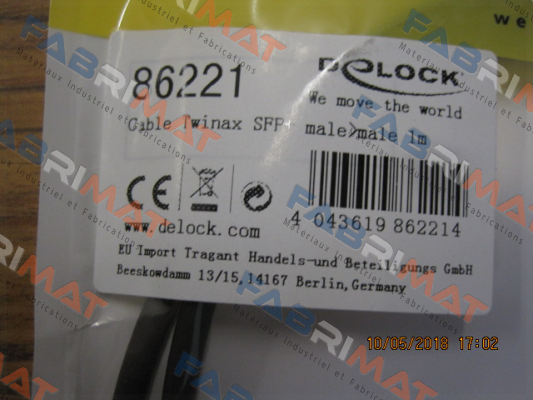 we
86221
DeLOCK
We move the world
Cable Twinax SFP+ male>male 1m
CE
4 043619 862214
www.delock.com
EU Import Tragant Handels-und Beteiligungs GmbH
Beeskowdamm 13/15, 14167 Berlin, Germany
10/05/2018 17:02
FABRIMAT
Matériaux Industriel et Fabrications